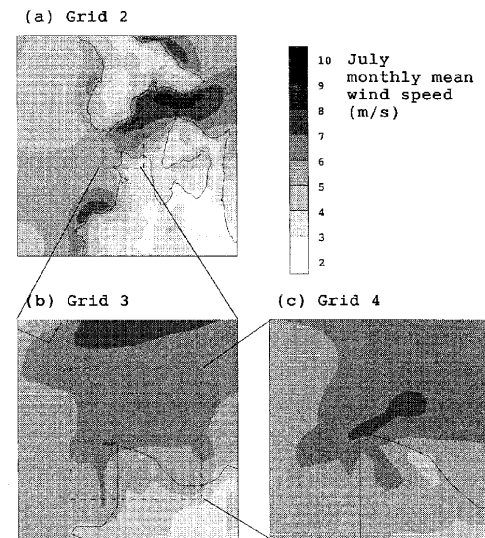 (a) Grid 2
10 July
monthly mean
9 wind speed
8 (m/s)
7
6
5
4
3
2
(b) Grid 3
(c) Grid 4